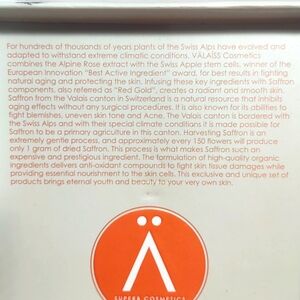 For hundreds of thousands of years plants of the Swiss Alps have evolved and
adapted to withstand extreme climatic conditions. VALAÏSS Cosmetics
combines the Alpine Rose extract with the Swiss Apple stem cells, winner of the
European Innovation "Best Active Ingredient" award, for best results in fighting
natural aging and protecting the skin. Infusing these key ingredients with Saffron
components, also referred as "Red Gold", creates a radiant and smooth skin.
Saffron from the Valais canton in Switzerland is a natural resource that inhibits
aging effects without any surgical procedures. It is also known for its abilities to
fight blemishes, uneven skin tone and Acne. The Valais canton is bordered with
the Swiss Alps and with their special climate conditions it is made possible for
Saffron to be a primary agriculture in this canton. Harvesting Saffron is an
extremely gentle process, and approximately every 150 flowers will produce
only 1 gram of dried Saffron. This process is what makes Saffron such an
expensive and prestigious ingredient. The formulation of high-quality organic
ingredients delivers anti-oxidant compounds to fight skin tissue damages while
providing essential nourishment to the skin cells. This exclusive and unique set of
products brings eternal youth and beauty to your very own skin.
Ä
SUPERB COSMETICS